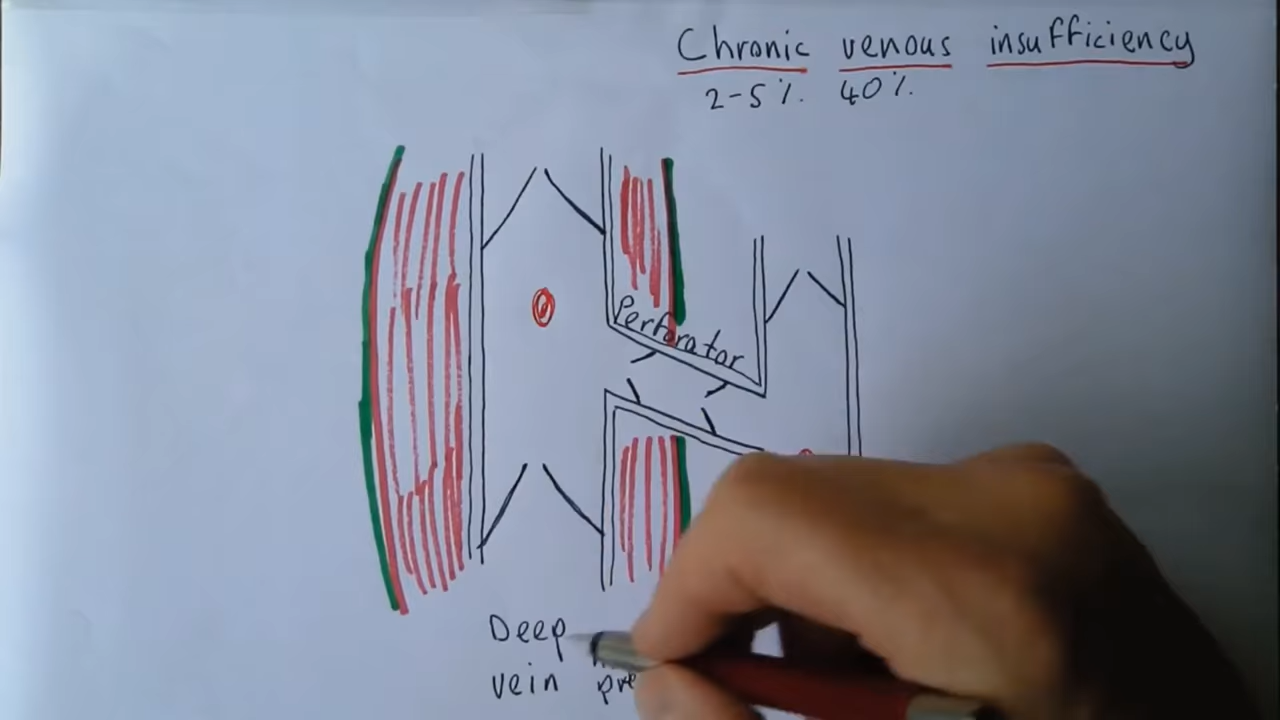 Chronic venous insufficiency
2-5%. 40%.
Perforator
Deep
vein